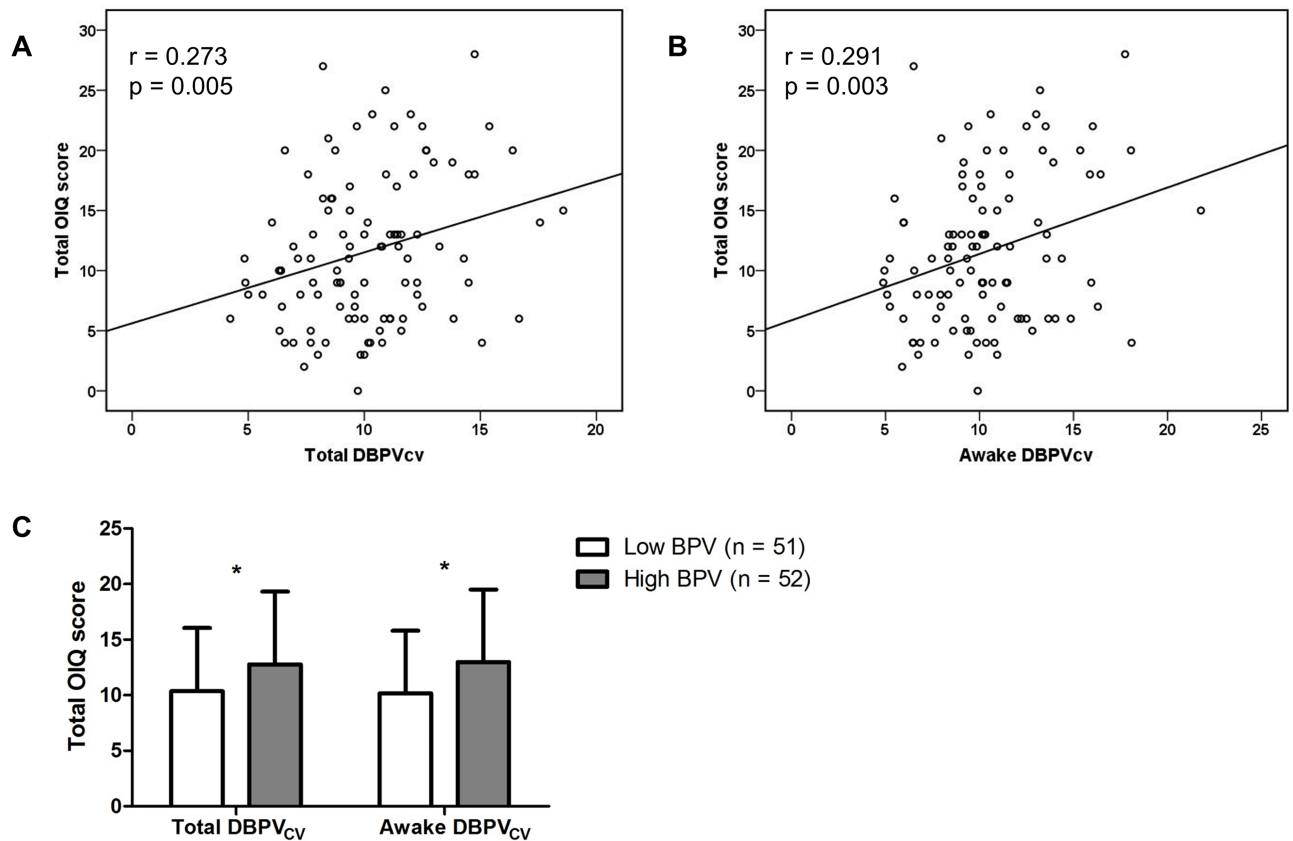 A
r = 0.273
p = 0.005
Total OIQ score
30
25
20
15
10
5
0
0 5 10 15 20
Total DBPVcv
B
r = 0.291
p = 0.003
Total OIQ score
30
25
20
15
10
5
0
0 5 10 15 20 25
Awake DBPVcv
C
Total OIQ score
25
20
15
10
5
0
* *
Total DBPVCV Awake DBPVCV
Low BPV (n = 51)
High BPV (n = 52)